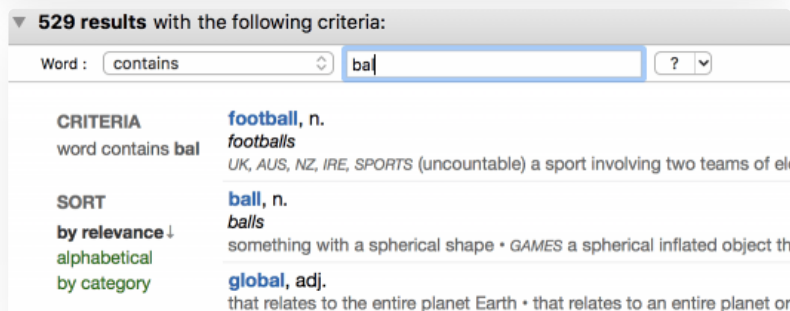 529 results with the following criteria:
Word : contains bal ?
CRITERIA
word contains bal
SORT
by relevance↓
alphabetical
by category
football, n.
footballs
UK, AUS, NZ, IRE, SPORTS (uncountable) a sport involving two teams of
ball, n.
balls
something with a spherical shape • GAMES a spherical inflated object
global, adj.
that relates to the entire planet Earth • that relates to an entire planet or